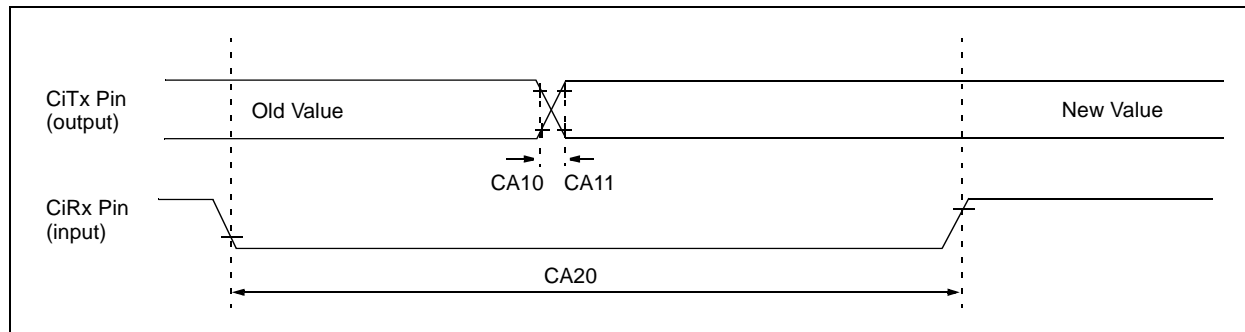 CiTx Pin
(output)
Old Value
New Value
CA10 CA11
CiRx Pin
(input)
CA20